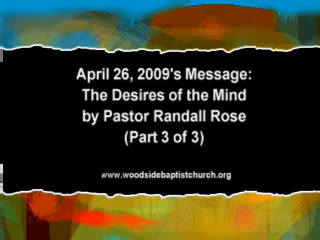 April 26, 2009's Message:
The Desires of the Mind
by Pastor Randall Rose
(Part 3 of 3)
www.woodsidebaptistchurch.org